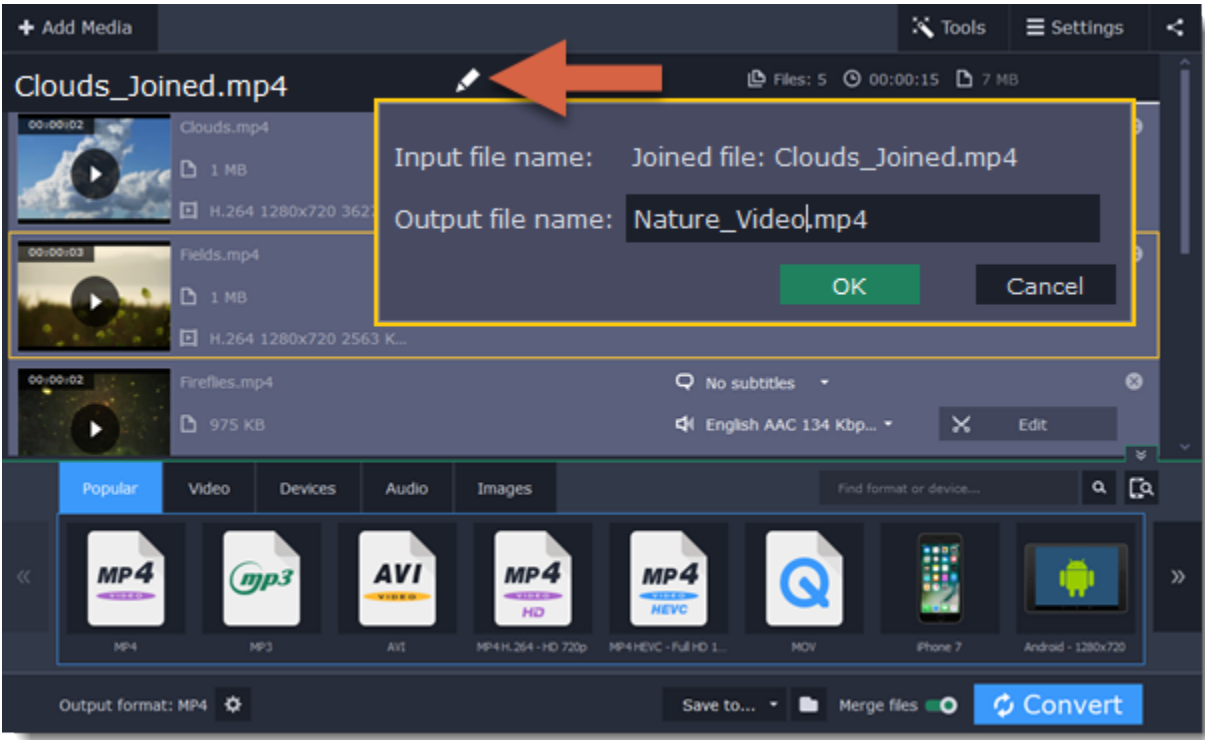 + Add Media
Tools
Settings
Clouds_Joined.mp4
Files: 5
00:00:15
7 MB
00:00:02
Clouds.mp4
1 MB
H.264 1280x720 3627
Input file name: Joined file: Clouds_Joined.mp4
Output file name: Nature_Video.mp4
OK
Cancel
00:00:03
Fields.mp4
1 MB
H.264 1280x720 2563 K...
00:00:02
Fireflies.mp4
975 KB
No subtitles
English AAC 134 Kbp...
Edit
Popular
Video
Devices
Audio
Images
Find format or device...
MP4
VIDEO
mp3
AVI
VIDEO
MP4
VIDEO
HD
MP4
VIDEO
HEVC
MP4
MP3
AVI
MP4 H.264 - HD 720p
MP4 HEVC - Full HD 1...
MOV
iPhone 7
Android - 1280x720
Output format: MP4
Save to...
Merge files
Convert